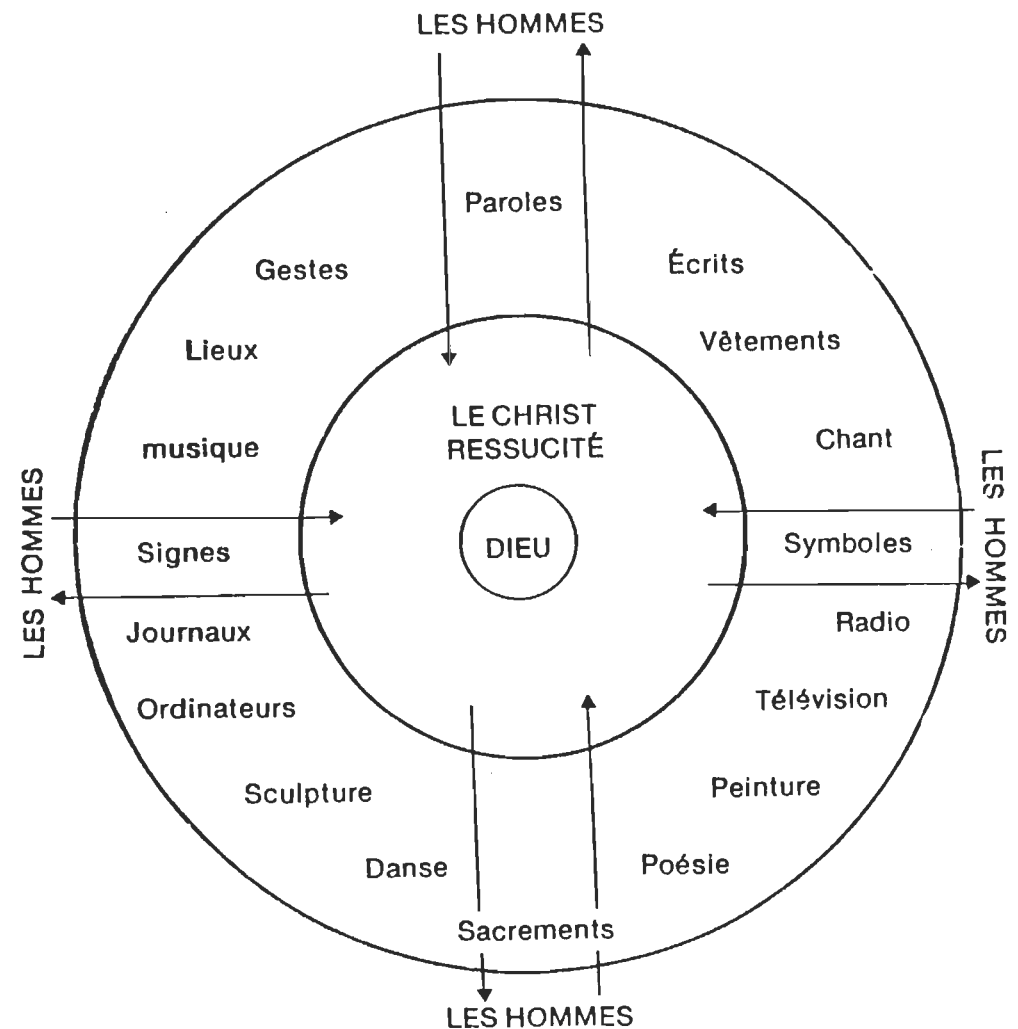 LES HOMMES
Paroles
Gestes
Écrits
Lieux
Vêtements
LE CHRIST
RESSUCITÉ
musique
Chant
LES HOMMES
LES HOMMES
Signes
DIEU
Symboles
Journaux
Radio
Ordinateurs
Télévision
Sculpture
Peinture
Danse
Poésie
Sacrements
LES HOMMES